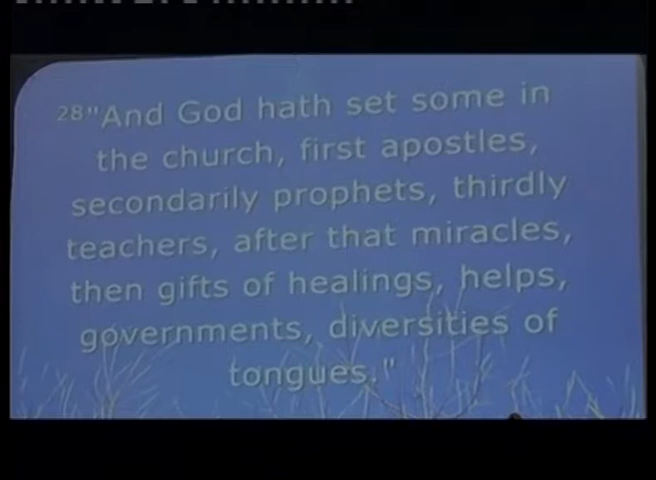 28"And God hath set some in
the church, first apostles,
secondarily prophets, thirdly
teachers, after that miracles,
then gifts of healings, helps,
governments, diversities of
tongues."